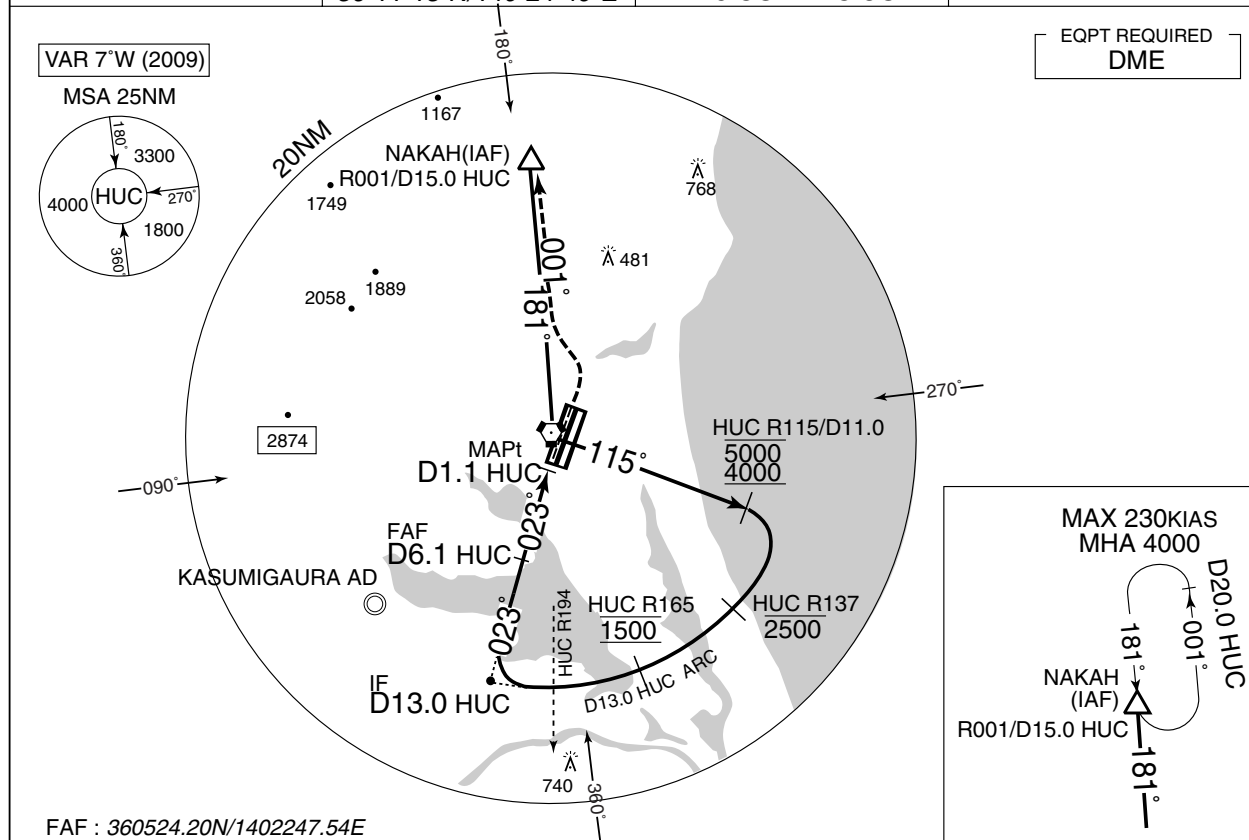 180°
VAR 7°W (2009)
MSA 25NM
180°
3300
HUC
270°
4000
1800
360°
EQPT REQUIRED
DME
20NM
1167
NAKAH(IAF)
R001/D15.0 HUC
768
1749
481
001°
181°
2058
1889
270°
2874
MAPt
D1.1 HUC
115°
HUC R115/D11.0
5000
4000
090°
023°
FAF
D6.1 HUC
KASUMIGAURA AD
023°
HUC R194
HUC R165
1500
HUC R137
2500
D13.0 HUC ARC
IF
D13.0 HUC
740
360°
MAX 230KIAS
MHA 4000
D20.0 HUC
181°
001°
NAKAH
(IAF)
R001/D15.0 HUC
181°
FAF : 360524.20N/1402247.54E